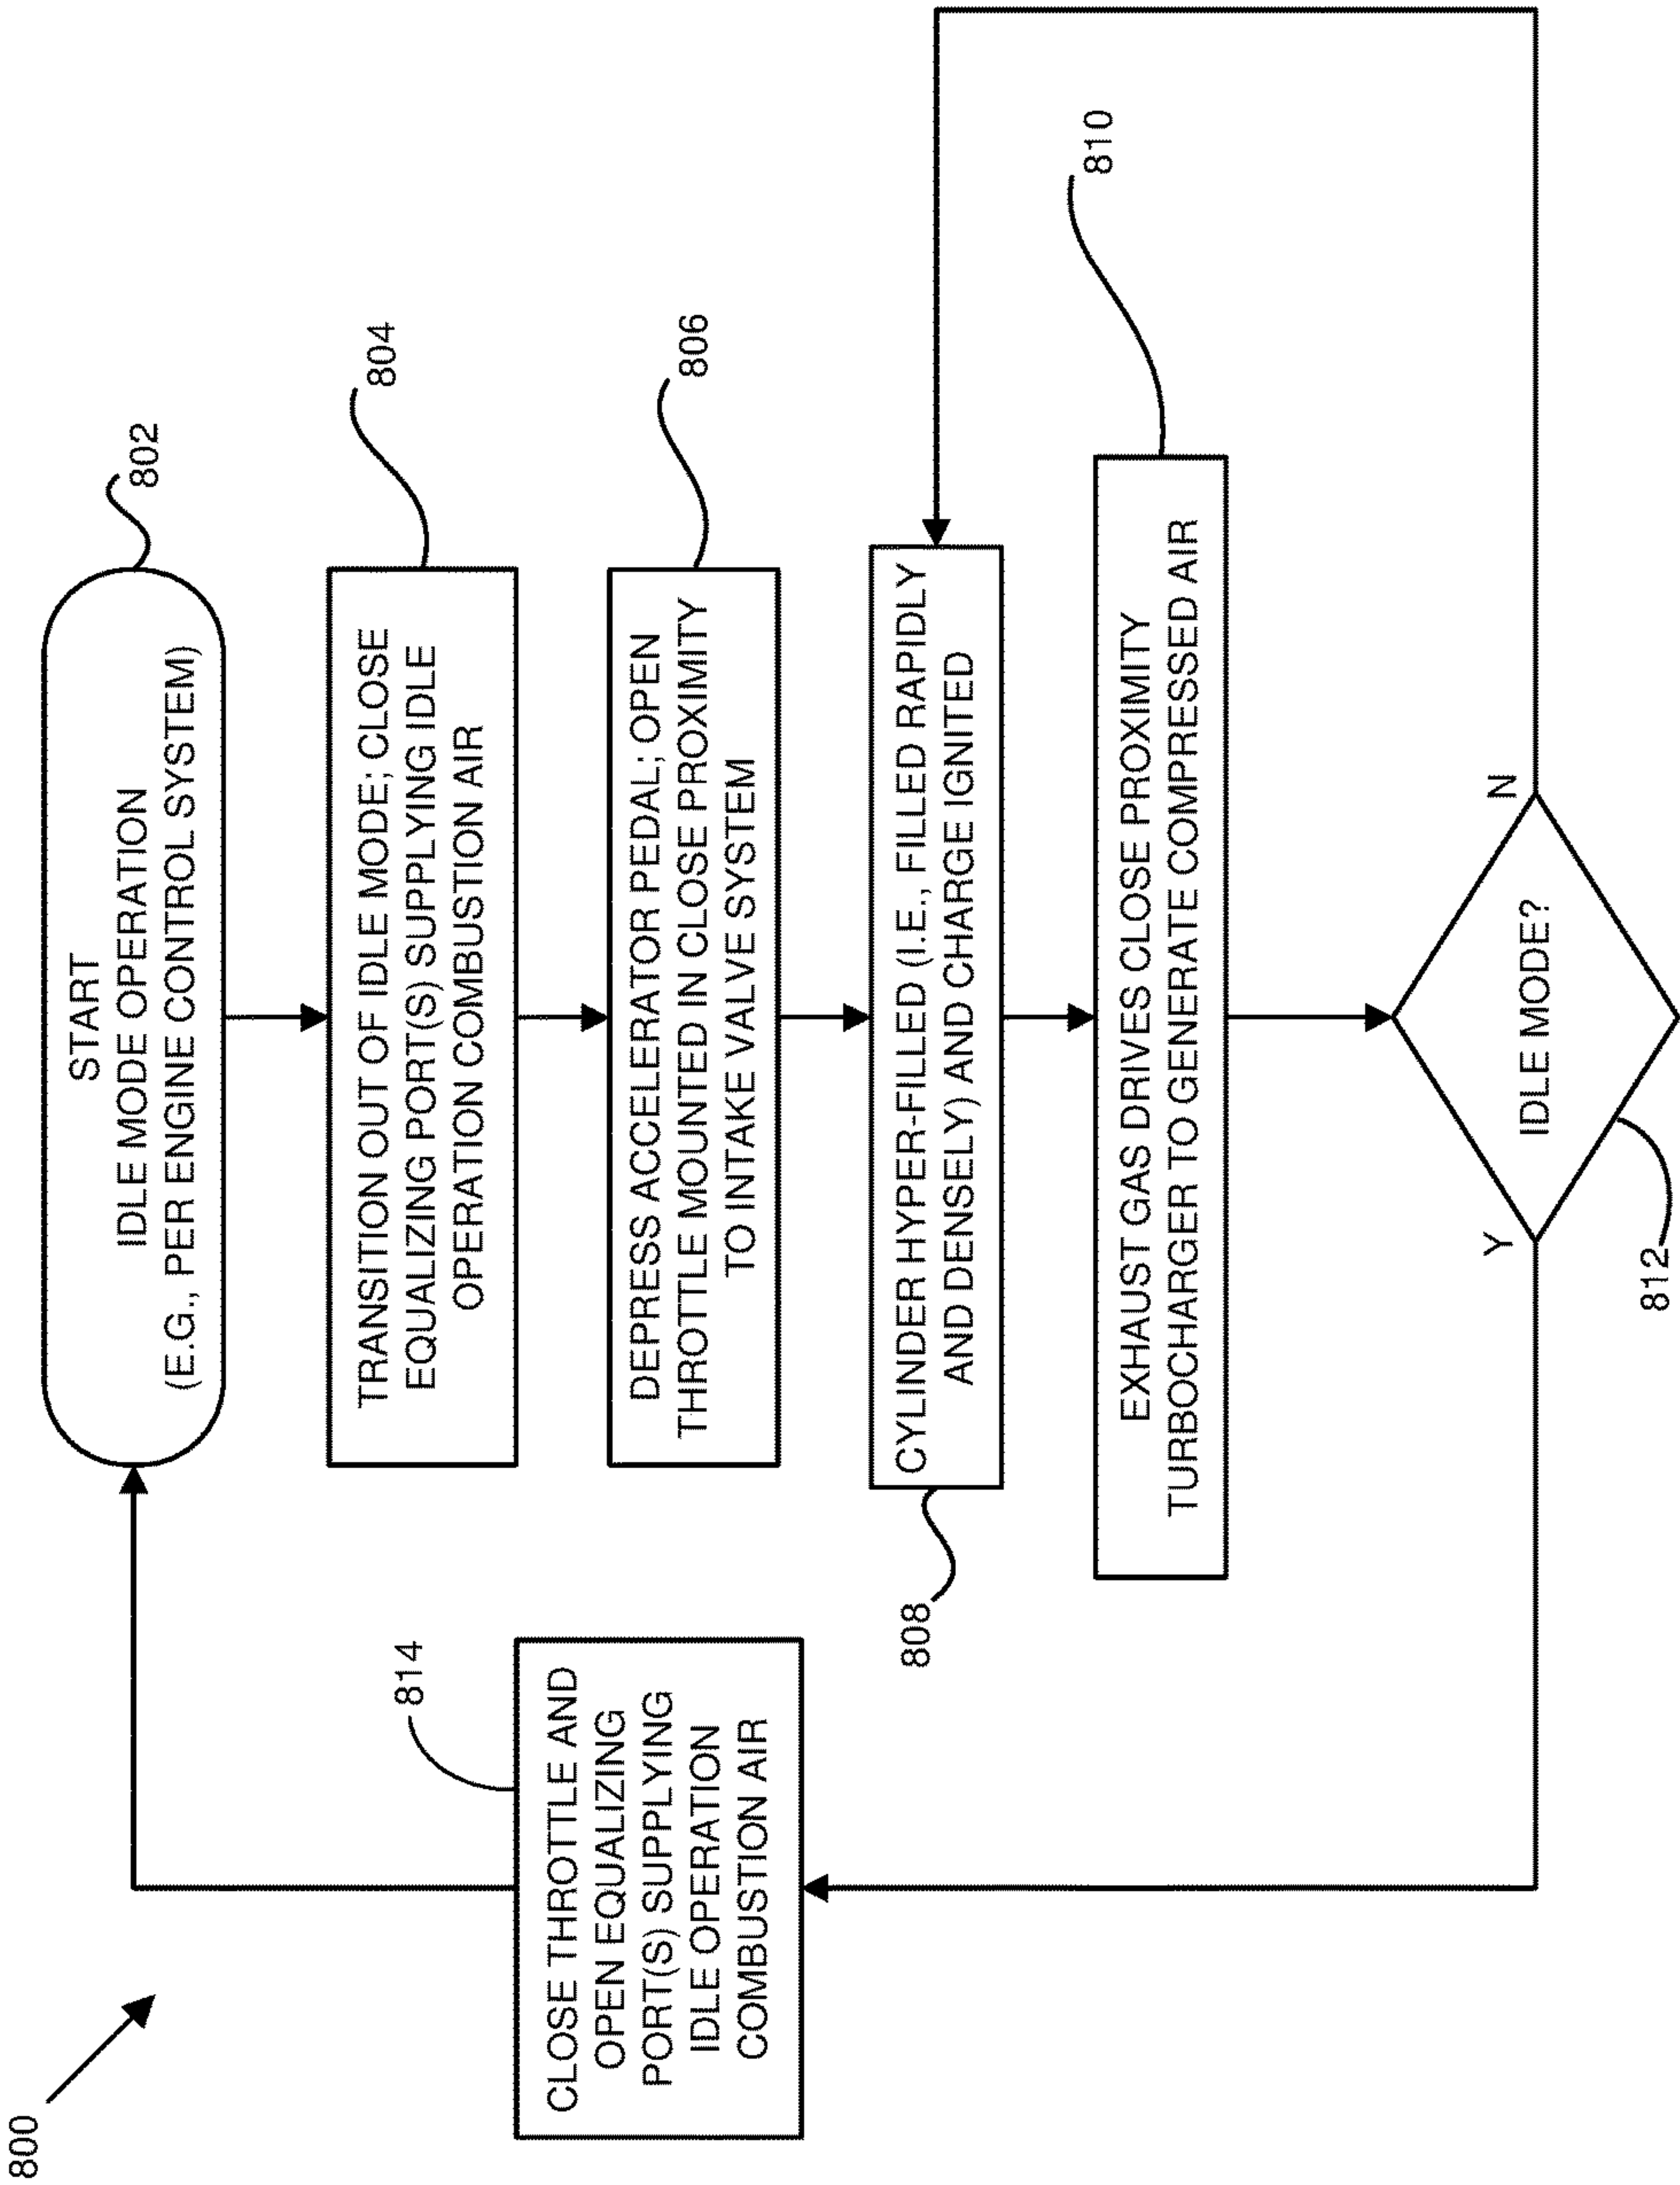 800
START
IDLE MODE OPERATION
(E.G., PER ENGINE CONTROL SYSTEM)
802
TRANSITION OUT OF IDLE MODE; CLOSE
EQUALIZING PORT(S) SUPPLYING IDLE
OPERATION COMBUSTION AIR
804
DEPRESS ACCELERATOR PEDAL; OPEN
THROTTLE MOUNTED IN CLOSE PROXIMITY
TO INTAKE VALVE SYSTEM
806
CYLINDER HYPER-FILLED (I.E., FILLED RAPIDLY
AND DENSELY) AND CHARGE IGNITED
808
EXHAUST GAS DRIVES CLOSE PROXIMITY
TURBOCHARGER TO GENERATE COMPRESSED AIR
810
IDLE MODE?
Y
N
812
CLOSE THROTTLE AND
OPEN EQUALIZING
PORT(S) SUPPLYING
IDLE OPERATION
COMBUSTION AIR
814